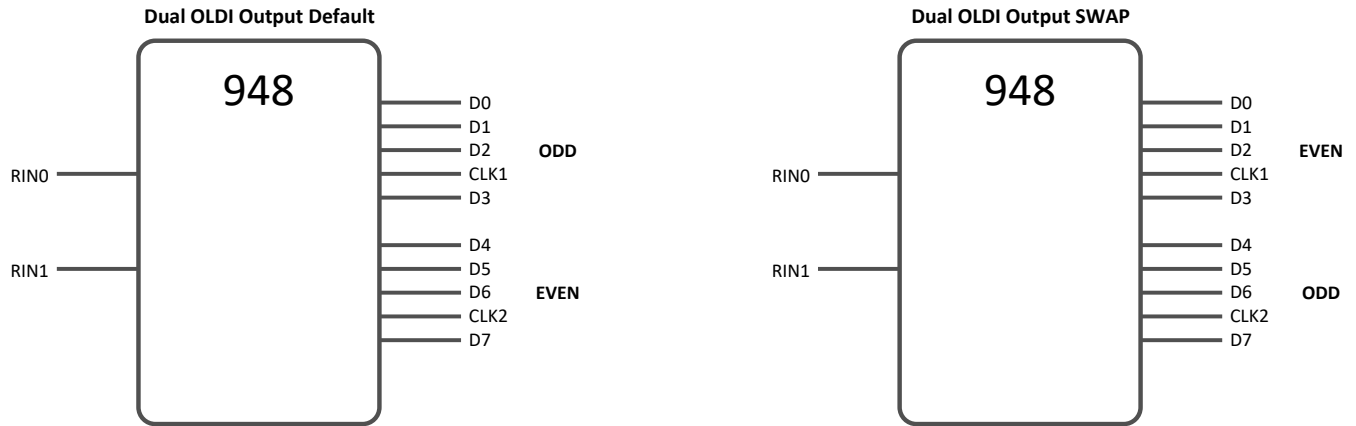 Dual OLDI Output Default
948
D0
D1
D2
ODD
CLK1
D3
RIN0
RIN1
D4
D5
D6
EVEN
CLK2
D7
Dual OLDI Output SWAP
948
D0
D1
D2
EVEN
CLK1
D3
RIN0
RIN1
D4
D5
D6
ODD
CLK2
D7